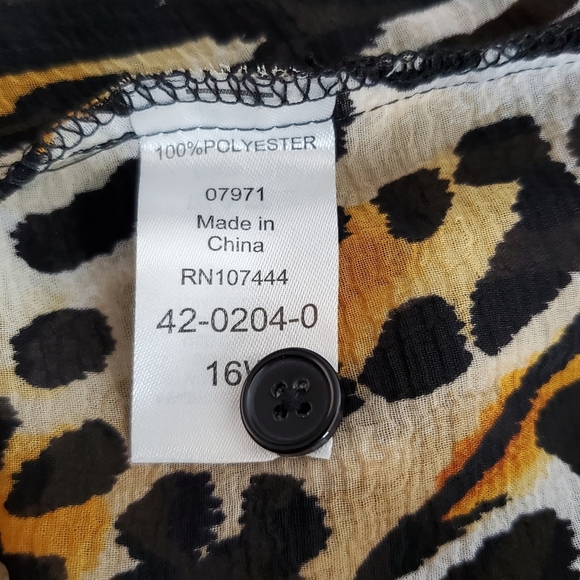 100%POLYESTER
07971
Made in
China
RN107444
42-0204-0
16W